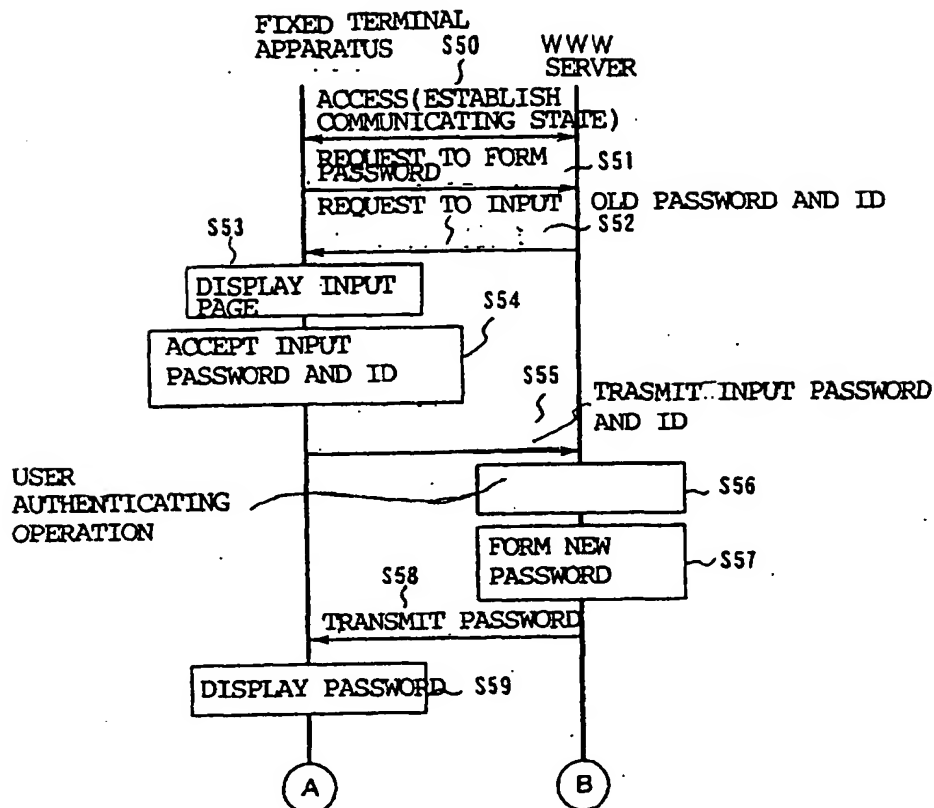 FIXED TERMINAL
APPARATUS
S50
WWW
SERVER
ACCESS(ESTABLISH
COMMUNICATING STATE)
REQUEST TO FORM
PASSWORD
S51
REQUEST TO INPUT OLD PASSWORD AND ID
S52
S53
DISPLAY INPUT
PAGE
S54
ACCEPT INPUT
PASSWORD AND ID
S55
TRASMIT INPUT PASSWORD
AND ID
USER
AUTHENTICATING
OPERATION
S56
FORM NEW
PASSWORD
S57
S58
TRANSMIT PASSWORD
DISPLAY PASSWORD
S59
A
B